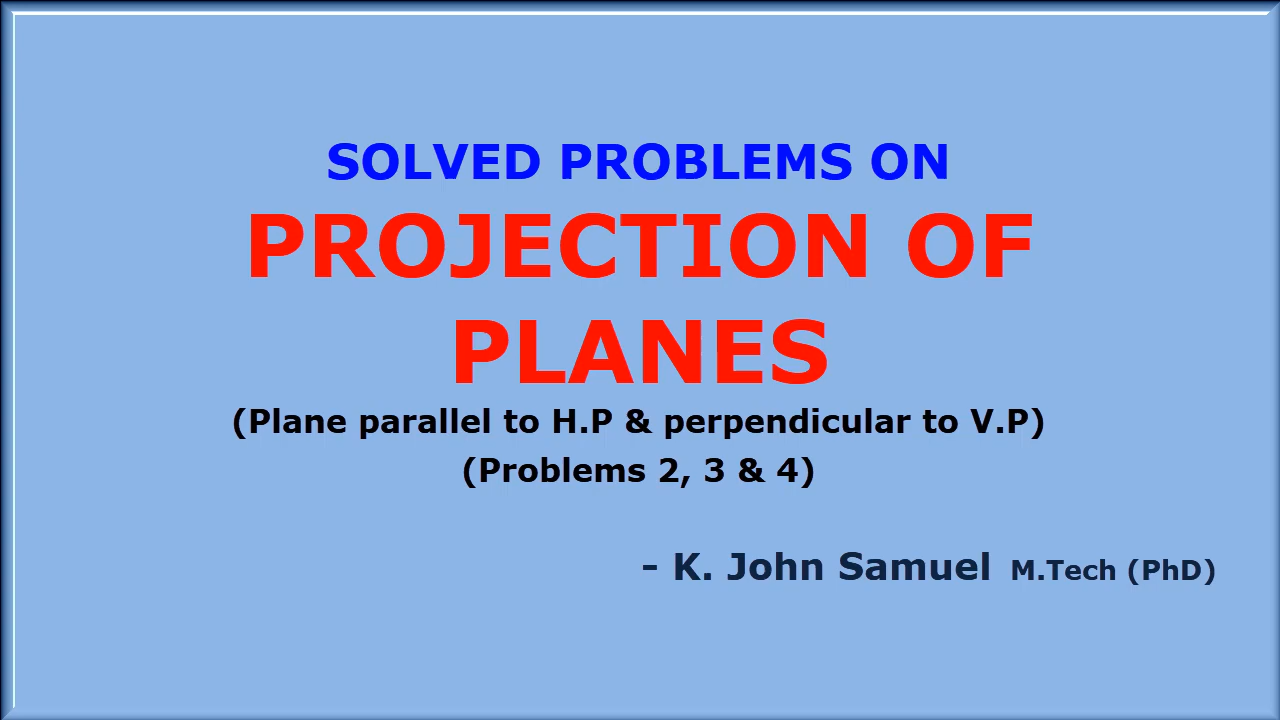 SOLVED PROBLEMS ON
PROJECTION OF
PLANES
(Plane parallel to H.P & perpendicular to V.P)
(Problems 2, 3 & 4)
- K. John Samuel M.Tech (PhD)